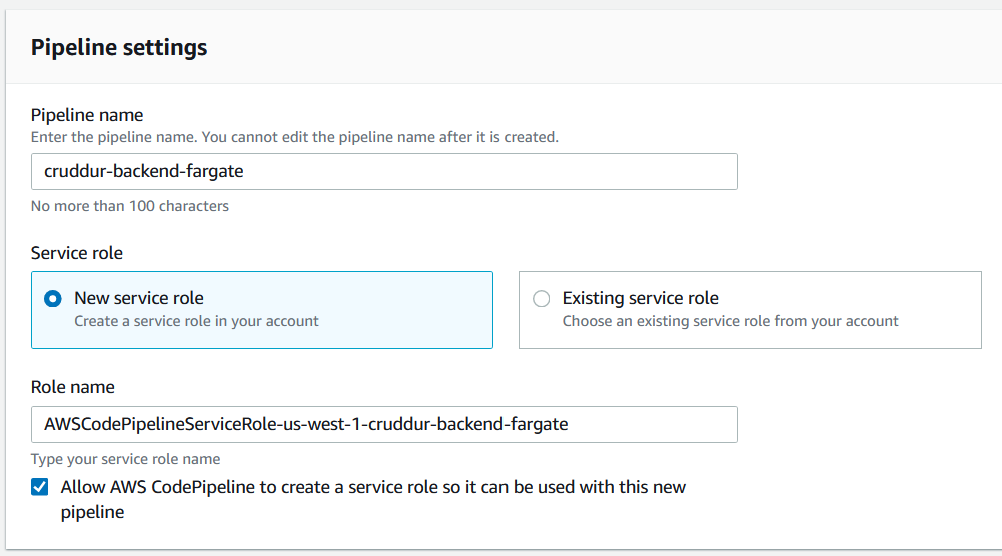 Pipeline settings
Pipeline name
Enter the pipeline name. You cannot edit the pipeline name after it is created.
cruddur-backend-fargate
No more than 100 characters
Service role
New service role
Create a service role in your account
Existing service role
Choose an existing service role from your account
Role name
AWSCodePipelineServiceRole-us-west-1-cruddur-backend-fargate
Type your service role name
Allow AWS CodePipeline to create a service role so it can be used with this new
pipeline